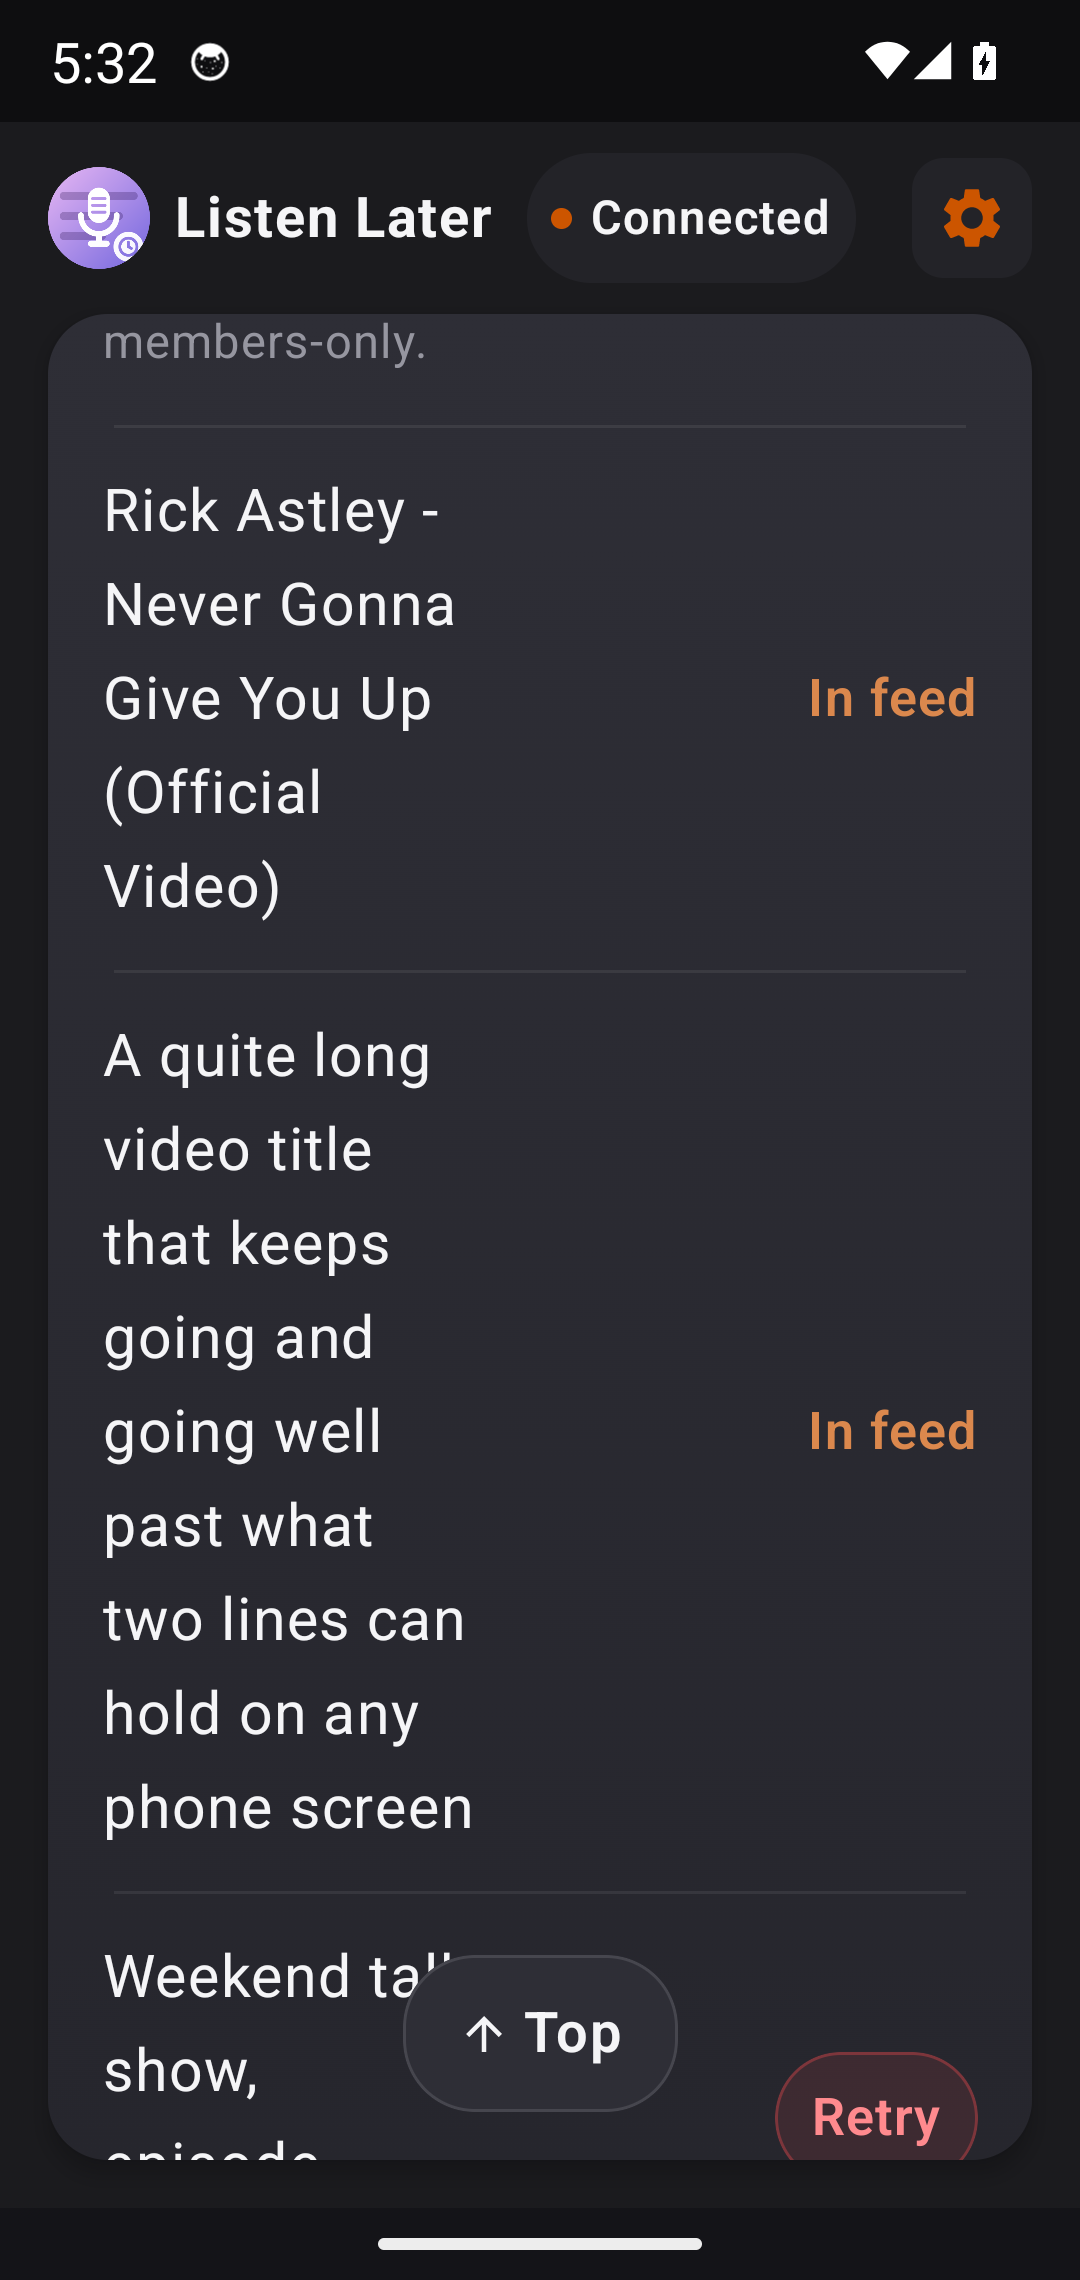 5:32
Listen Later
Connected
members-only.
Rick Astley -
Never Gonna
Give You Up
(Official
Video)
In feed
A quite long
video title
that keeps
going and
going well
past what
two lines can
hold on any
phone screen
In feed
Weekend
↑ Top
show,
Retry